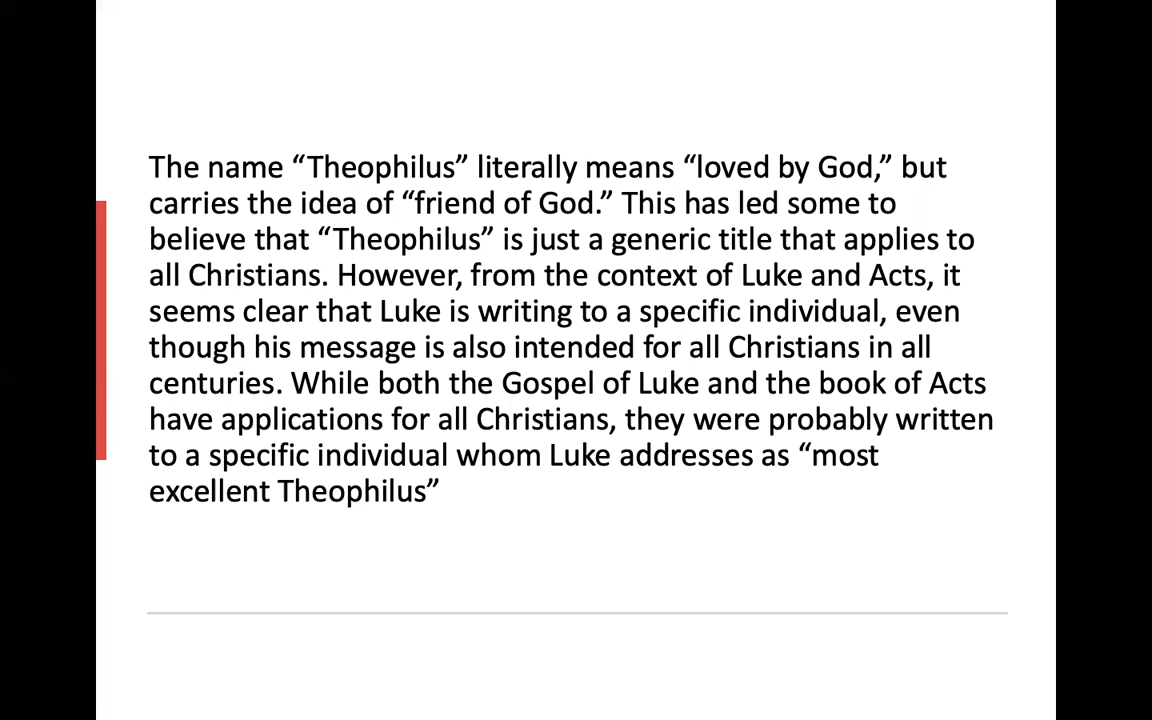 The name “Theophilus” literally means “loved by God,” but
carries the idea of “friend of God.” This has led some to
believe that “Theophilus” is just a generic title that applies to
all Christians. However, from the context of Luke and Acts, it
seems clear that Luke is writing to a specific individual, even
though his message is also intended for all Christians in all
centuries. While both the Gospel of Luke and the book of Acts
have applications for all Christians, they were probably written
to a specific individual whom Luke addresses as “most
excellent Theophilus”